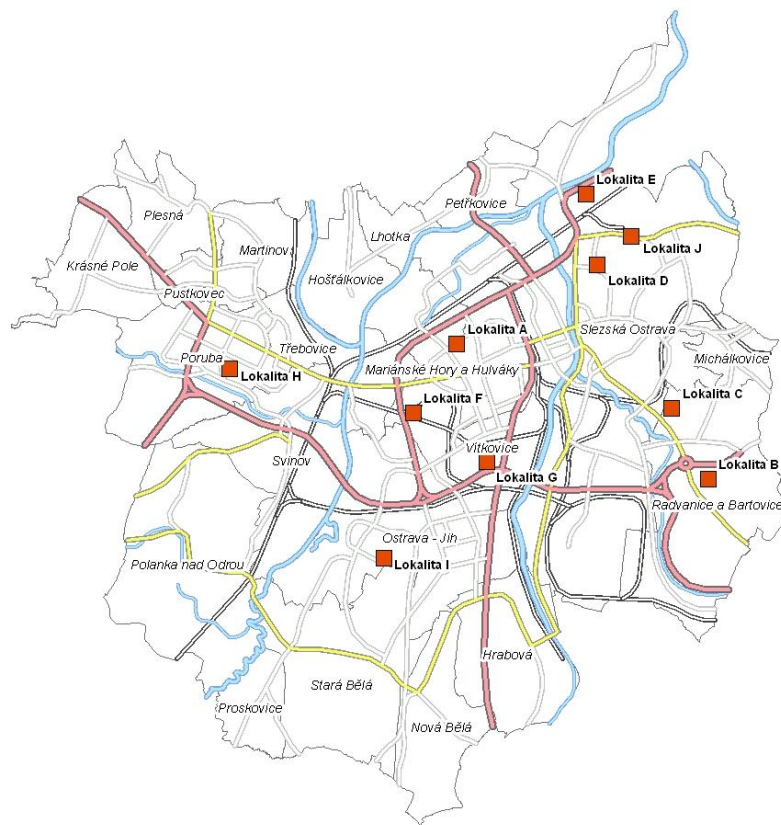 Lokalita E
Petřkovice
Plesná
Lokalita J
Lhotka
Martinov
Krásné Pole
Hošťálkovice
Lokalita D
Pustkovec
Lokalita A
Slezská Ostrava
Třebovice
Poruba
Michálkovice
Mariánské Hory a Hulváky
Lokalita H
Lokalita C
Lokalita F
Vítkovice
Svinov
Lokalita B
Lokalita G
Radvanice a Bartovice
Ostrava - Jih
Polanka nad Odrou
Lokalita I
Hrabová
Stará Bělá
Proskovice
Nová Bělá